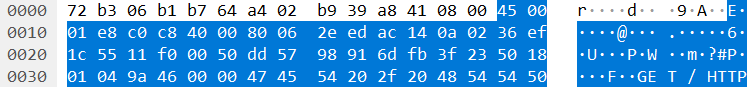 0000 72 b3 06 b1 b7 64 a4 02 b9 39 a8 41 08 00 45 00 r····d·· ·9·A··E·
0010 01 e8 c0 c8 40 00 80 06 2e ed ac 14 0a 02 36 ef ····@··· .·····6·
0020 1c 55 11 f0 00 50 dd 57 98 91 6d fb 3f 23 50 18 ·U···P·W ··m·?#P·
0030 01 04 9a 46 00 00 47 45 54 20 2f 20 48 54 54 50 ···F··GE T / HTTP